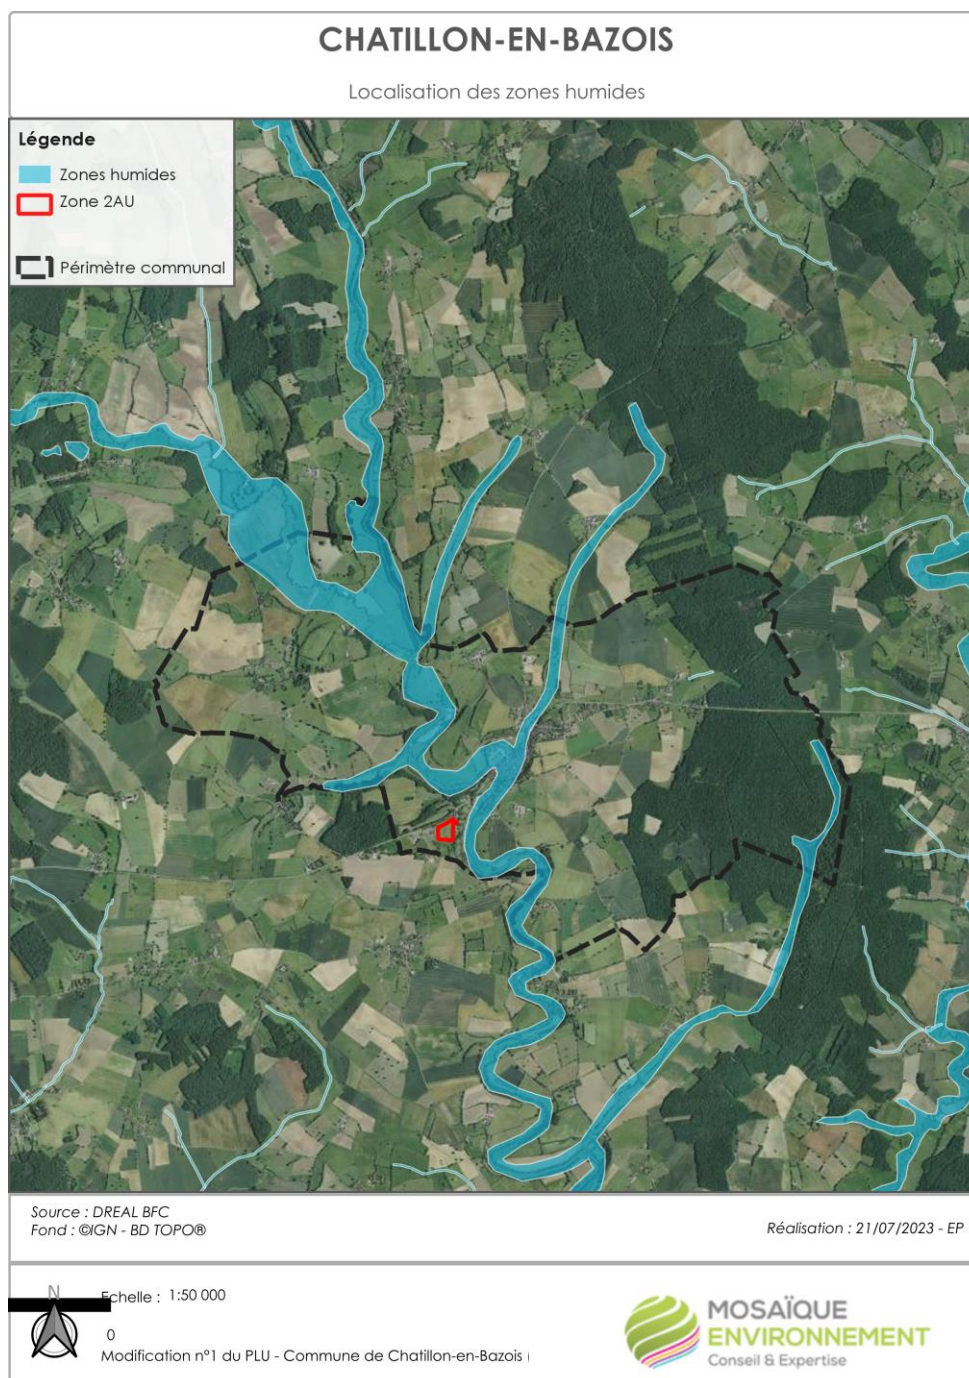 CHATILLON-EN-BAZOIS
Localisation des zones humides
Légende
Zones humides
Zone 2AU
Périmètre communal
Source : DREAL BFC
Fond : ©IGN - BD TOPO®
Réalisation : 21/07/2023 - EP
N
Echelle : 1:50 000
0
Modification n°1 du PLU - Commune de Chatillon-en-Bazois
MOSAÏQUE
ENVIRONNEMENT
Conseil & Expertise